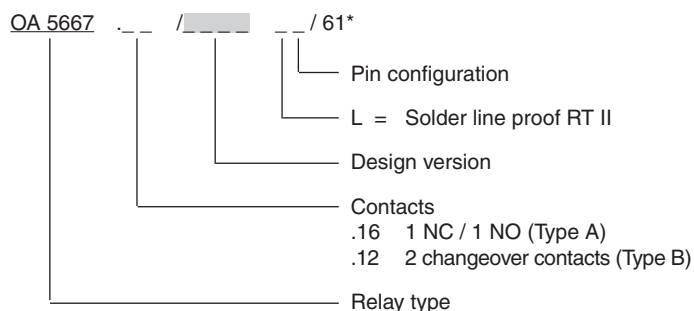 OA 5667 ._ _ /_ _ _ _ _ _ / 61*
Pin configuration
L = Solder line proof RT II
Design version
Contacts
.16 1 NC / 1 NO (Type A)
.12 2 changeover contacts (Type B)
Relay type